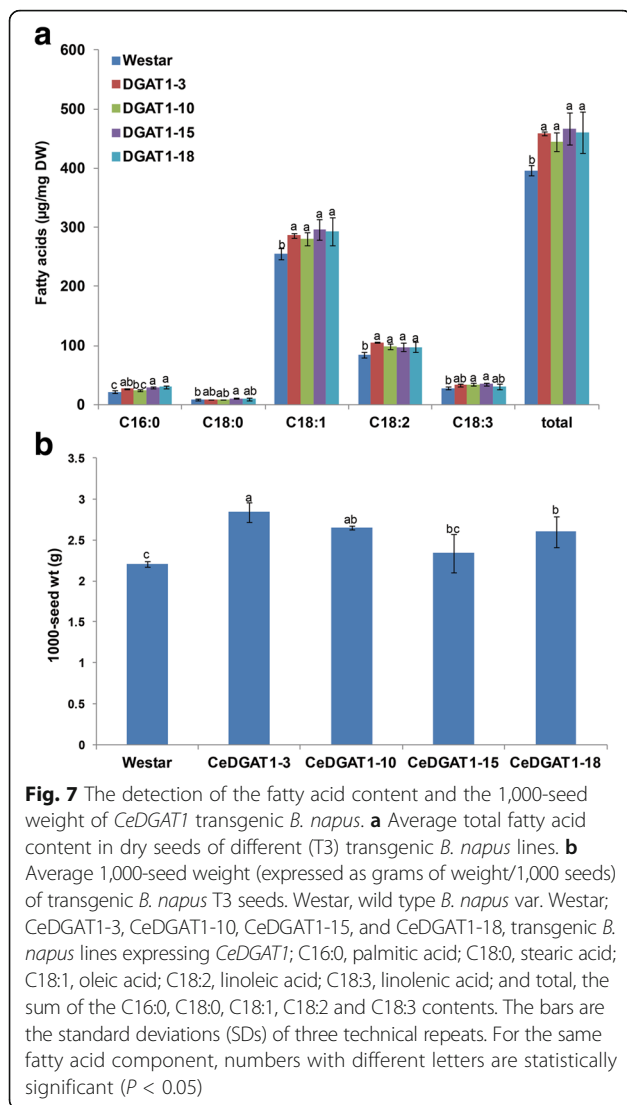 a
600
500
400
300
200
100
0
Fatty acids (µg/mg DW)
Westar
DGAT1-3
DGAT1-10
DGAT1-15
DGAT1-18
c ab bc a a
b ab ab a ab
b a a a a
b a a a a
b ab a a ab
b a a a a
C16:0 C18:0 C18:1 C18:2 C18:3 total
b
3.5
3
2.5
2
1.5
1
0.5
0
1000-seed wt (g)
c a ab bc b
Westar CeDGAT1-3 CeDGAT1-10 CeDGAT1-15 CeDGAT1-18
Fig. 7 The detection of the fatty acid content and the 1,000-seed
weight of CeDGAT1 transgenic B. napus. a Average total fatty acid
content in dry seeds of different (T3) transgenic B. napus lines. b
Average 1,000-seed weight (expressed as grams of weight/1,000 seeds)
of transgenic B. napus T3 seeds. Westar, wild type B. napus var. Westar;
CeDGAT1-3, CeDGAT1-10, CeDGAT1-15, and CeDGAT1-18, transgenic B.
napus lines expressing CeDGAT1; C16:0, palmitic acid; C18:0, stearic acid;
C18:1, oleic acid; C18:2, linoleic acid; C18:3, linolenic acid; and total, the
sum of the C16:0, C18:0, C18:1, C18:2 and C18:3 contents. The bars are
the standard deviations (SDs) of three technical repeats. For the same
fatty acid component, numbers with different letters are statistically
significant (P < 0.05)